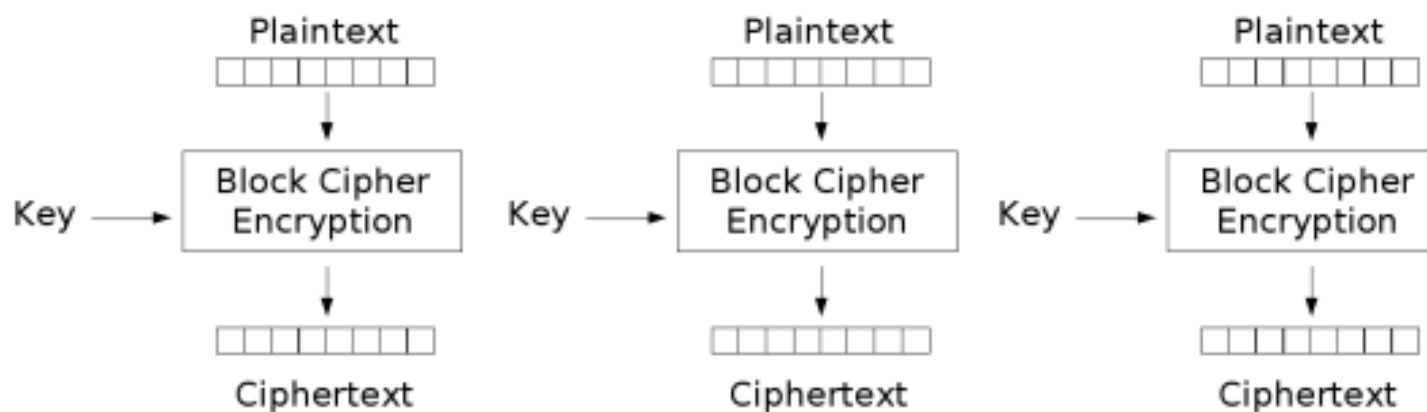 Plaintext Plaintext Plaintext
Block Cipher Block Cipher Block Cipher
Key Encryption Key Encryption Key Encryption
Ciphertext Ciphertext Ciphertext